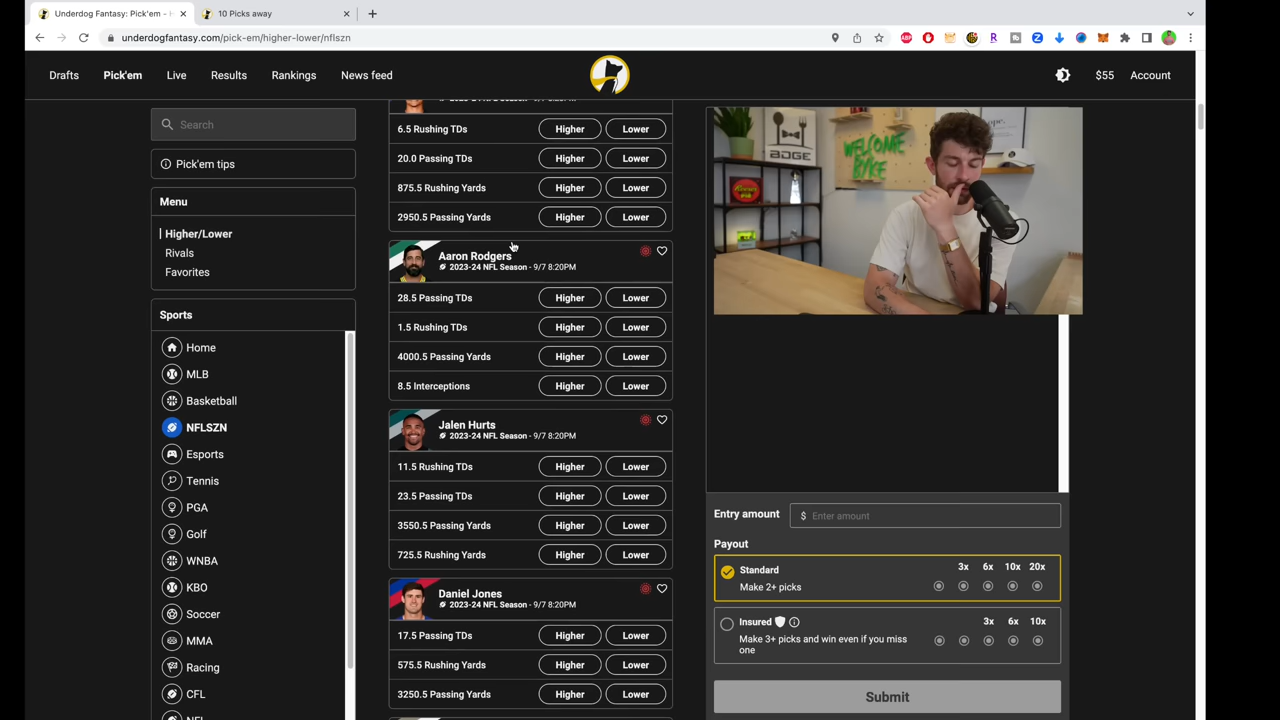 Underdog Fantasy: Pick'em -
10 Picks away
underdogfantasy.com/pick-em/higher-lower/nflszn
Drafts
Pick'em
Live
Results
Rankings
News feed
$55
Account
Search
Pick'em tips
Menu
Higher/Lower
Rivals
Favorites
Sports
Home
MLB
Basketball
NFLSZN
Esports
Tennis
PGA
Golf
WNBA
KBO
Soccer
MMA
Racing
CFL
NFL
6.5 Rushing TDs Higher Lower
20.0 Passing TDs Higher Lower
875.5 Rushing Yards Higher Lower
2950.5 Passing Yards Higher Lower
Aaron Rodgers
2023-24 NFL Season - 9/7 8:20PM
28.5 Passing TDs Higher Lower
1.5 Rushing TDs Higher Lower
4000.5 Passing Yards Higher Lower
8.5 Interceptions Higher Lower
Jalen Hurts
2023-24 NFL Season - 9/7 8:20PM
11.5 Rushing TDs Higher Lower
23.5 Passing TDs Higher Lower
3550.5 Passing Yards Higher Lower
725.5 Rushing Yards Higher Lower
Daniel Jones
2023-24 NFL Season - 9/7 8:20PM
17.5 Passing TDs Higher Lower
575.5 Rushing Yards Higher Lower
3250.5 Passing Yards Higher Lower
BDGE
WELCOME
BYKE
Reese's
Entry amount $ Enter amount
Payout
Standard 3x 6x 10x 20x
Make 2+ picks
Insured 3x 6x 10x
Make 3+ picks and win even if you miss
one
Submit